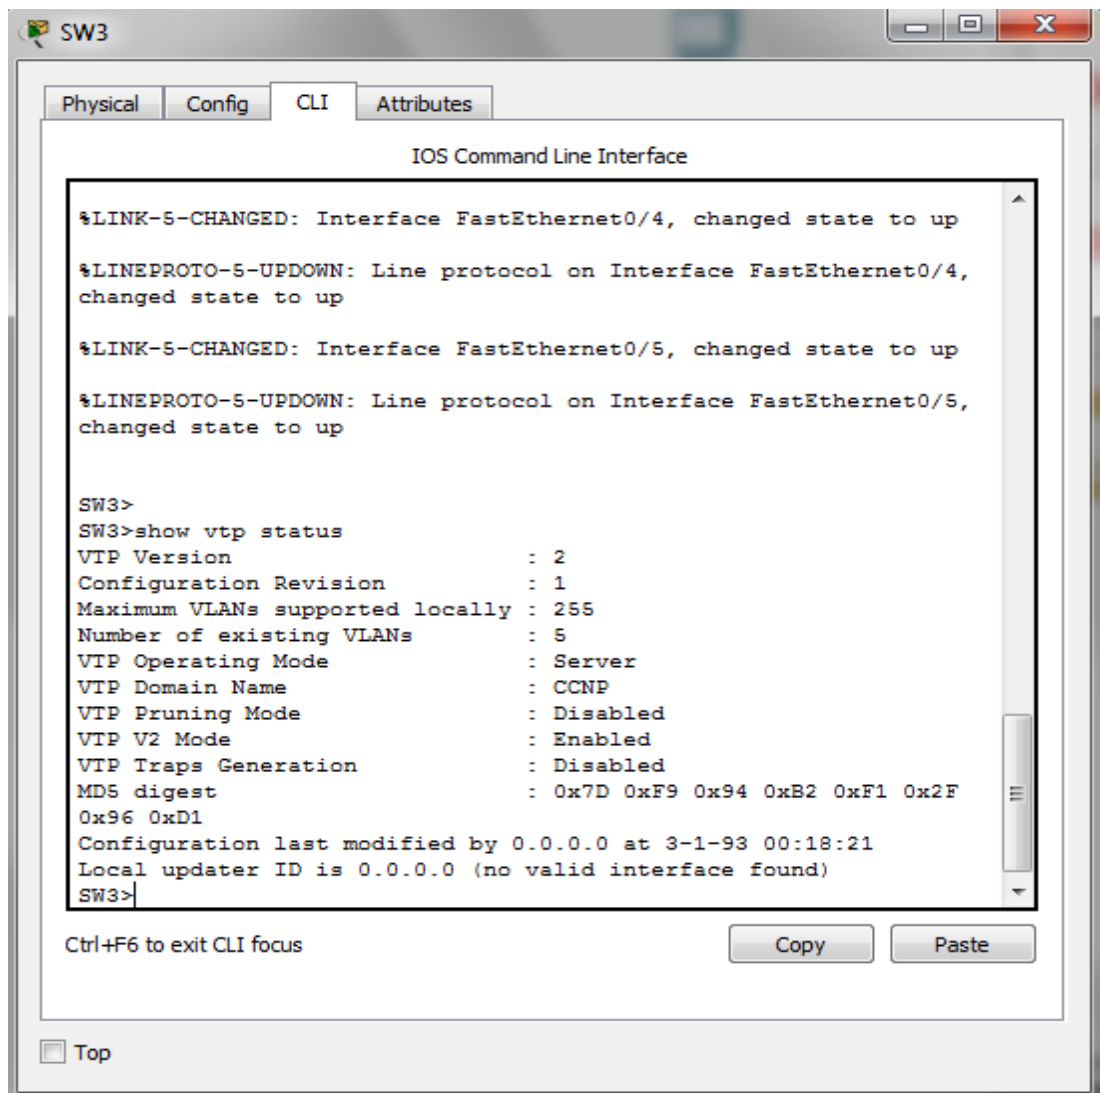 SW3
Physical Config CLI Attributes
IOS Command Line Interface
%LINK-5-CHANGED: Interface FastEthernet0/4, changed state to up
%LINEPROTO-5-UPDOWN: Line protocol on Interface FastEthernet0/4,
changed state to up
%LINK-5-CHANGED: Interface FastEthernet0/5, changed state to up
%LINEPROTO-5-UPDOWN: Line protocol on Interface FastEthernet0/5,
changed state to up
SW3>
SW3>show vtp status
VTP Version : 2
Configuration Revision : 1
Maximum VLANs supported locally : 255
Number of existing VLANs : 5
VTP Operating Mode : Server
VTP Domain Name : CCNP
VTP Pruning Mode : Disabled
VTP V2 Mode : Enabled
VTP Traps Generation : Disabled
MD5 digest : 0x7D 0xF9 0x94 0xB2 0xF1 0x2F
0x96 0xD1
Configuration last modified by 0.0.0.0 at 3-1-93 00:18:21
Local updater ID is 0.0.0.0 (no valid interface found)
SW3>
Ctrl+F6 to exit CLI focus Copy Paste
Top